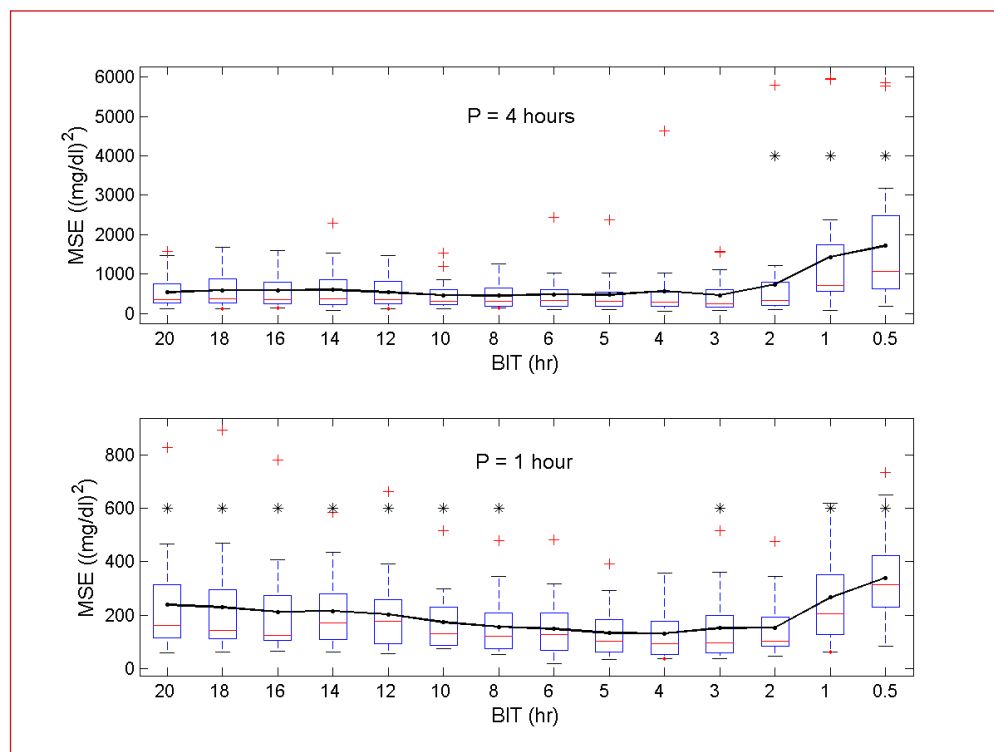 6000
5000
4000
3000
2000
1000
0
MSE ((mg/dl)²)
P = 4 hours
20 18 16 14 12 10 8 6 5 4 3 2 1 0.5
BIT (hr)
800
600
400
200
0
MSE ((mg/dl)²)
P = 1 hour
20 18 16 14 12 10 8 6 5 4 3 2 1 0.5
BIT (hr)